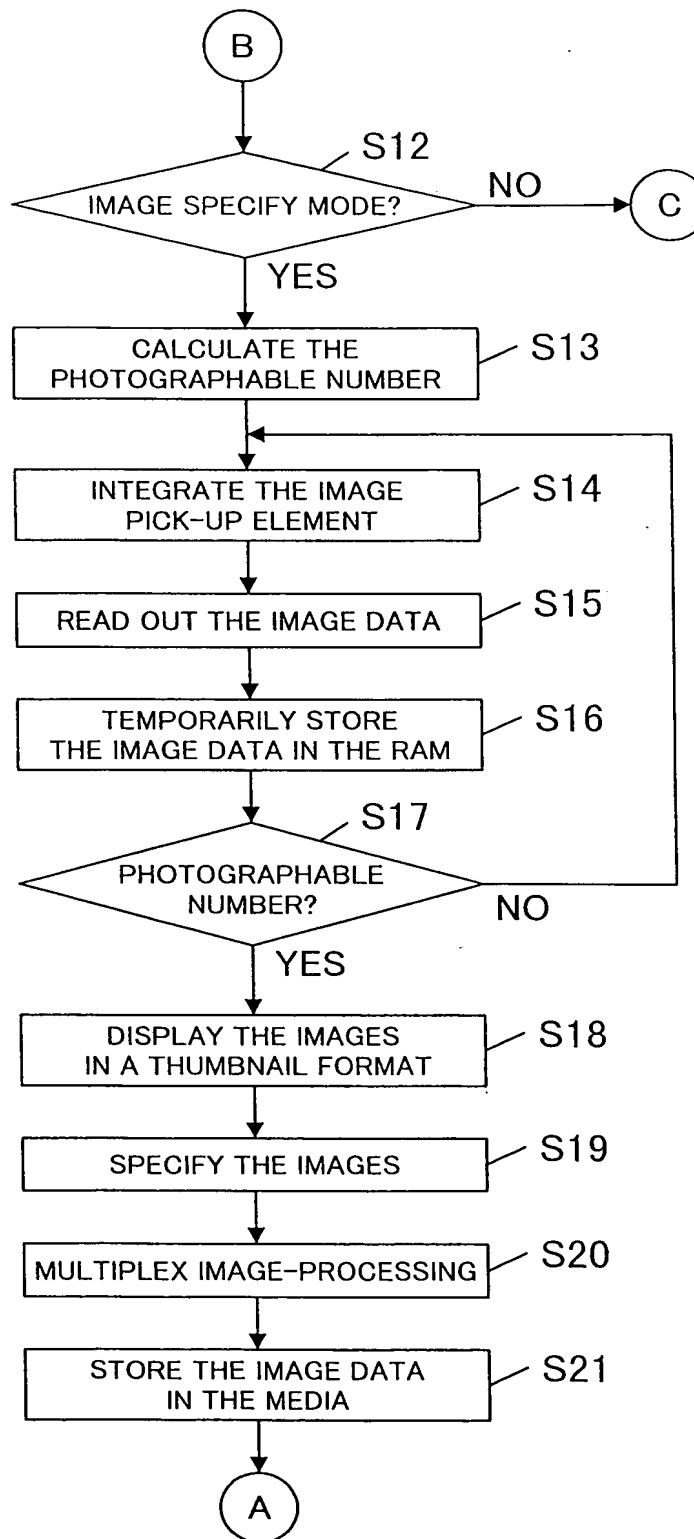 B
S12
IMAGE SPECIFY MODE?
NO
C
YES
CALCULATE THE
PHOTOGRAPHABLE NUMBER
S13
INTEGRATE THE IMAGE
PICK-UP ELEMENT
S14
READ OUT THE IMAGE DATA
S15
TEMPORARILY STORE
THE IMAGE DATA IN THE RAM
S16
S17
PHOTOGRAPHABLE
NUMBER?
NO
YES
DISPLAY THE IMAGES
IN A THUMBNAIL FORMAT
S18
SPECIFY THE IMAGES
S19
MULTIPLEX IMAGE-PROCESSING
S20
STORE THE IMAGE DATA
IN THE MEDIA
S21
A